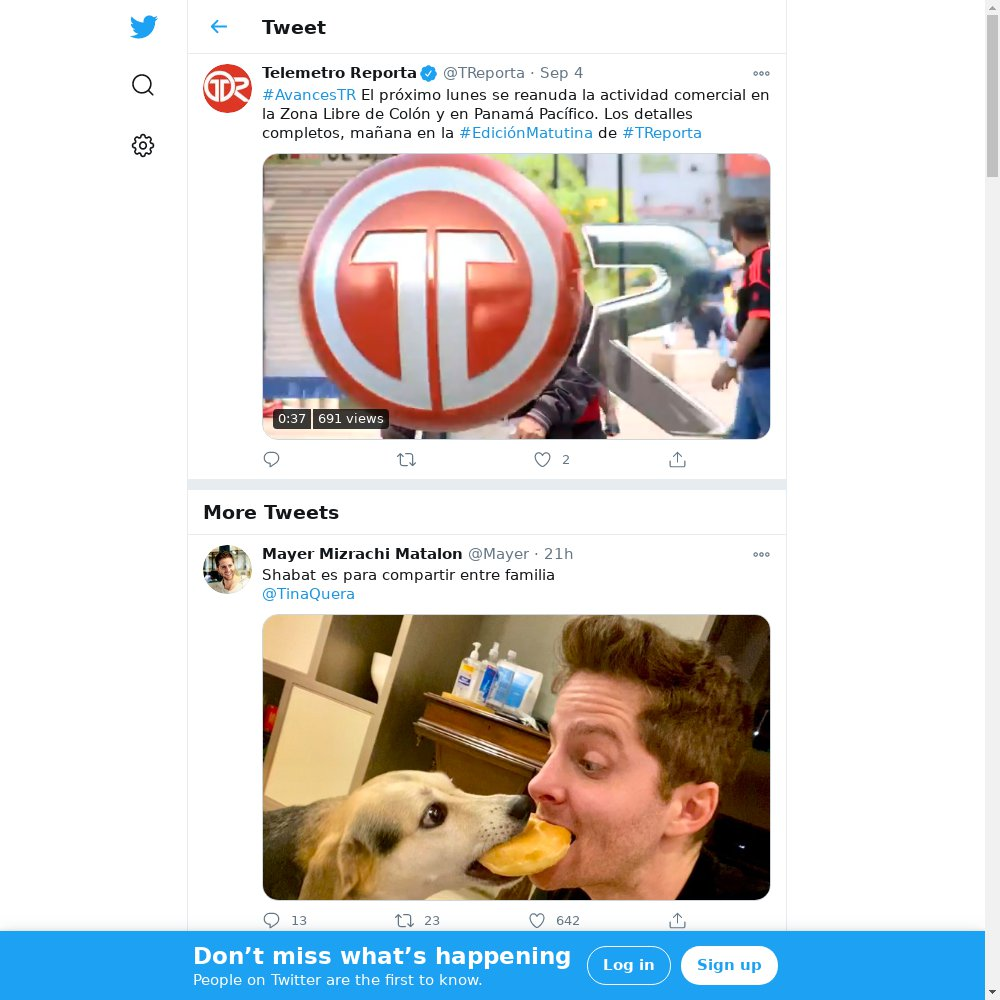 Tweet
Telemetro Reporta @TReporta · Sep 4
#AvancesTR El próximo lunes se reanuda la actividad comercial en
la Zona Libre de Colón y en Panamá Pacífico. Los detalles
completos, mañana en la #EdiciónMatutina de #TReporta
TR
0:37 691 views
2
More Tweets
Mayer Mizrachi Matalon @Mayer · 21h
Shabat es para compartir entre familia
@TinaQuera
13 23 642
Don’t miss what’s happening
People on Twitter are the first to know.
Log in
Sign up